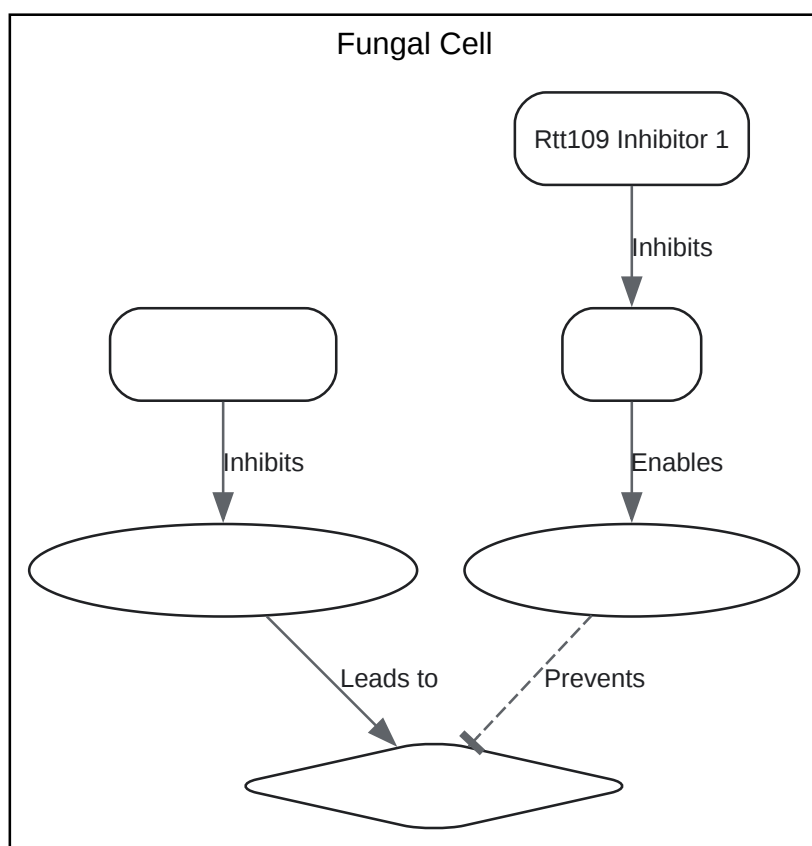 Fungal Cell
Rtt109 Inhibitor 1
Inhibits
Inhibits
Enables
Leads to
Prevents